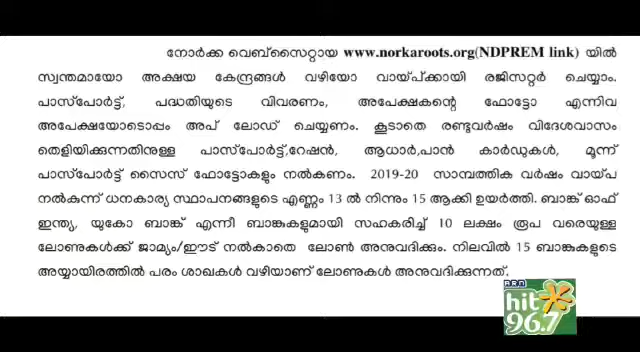 നോർക്ക വെബ്സൈറ്റായ www.norkaroots.org(NDPREM link) യിൽ
സ്വന്തമായോ അക്ഷയ കേന്ദ്രങ്ങൾ വഴിയോ വായ്പ്ക്കായി രജിസറ്റർ ചെയ്യാം.
പാസ്പോർട്ട്, പദ്ധതിയുടെ വിവരണം, അപേക്ഷകന്റെ ഫോട്ടോ എന്നിവ
അപേക്ഷയോടൊപ്പം അപ് ലോഡ് ചെയ്യണം. കൂടാതെ രണ്ടുവർഷം വിദേശവാസം
തെളിയിക്കുന്നതിനുള്ള പാസ്പോർട്ട്,റേഷൻ, ആധാർ,പാൻ കാർഡുകൾ, മൂന്ന്
പാസ്പോർട്ട് സൈസ് ഫോട്ടോകളും നൽകണം. 2019-20 സാമ്പത്തിക വർഷം വായ്പ
നൽകുന്ന് ധനകാര്യ സ്ഥാപനങ്ങളുടെ എണ്ണം 13 ൽ നിന്നും 15 ആക്കി ഉയർത്തി. ബാങ്ക് ഓഫ്
ഇന്ത്യ, യുകോ ബാങ്ക് എന്നീ ബാങ്കുകളുമായി സഹകരിച്ച് 10 ലക്ഷം രൂപ വരെയുള്ള
ലോണുകൾക്ക് ജാമ്യം/ഈട് നൽകാതെ ലോൺ അനുവദിക്കും. നിലവിൽ 15 ബാങ്കുകളുടെ
അയ്യായിരത്തിൽ പരം ശാഖകൾ വഴിയാണ് ലോണുകൾ അനുവദിക്കുന്നത്.
ARN
hit
96.7